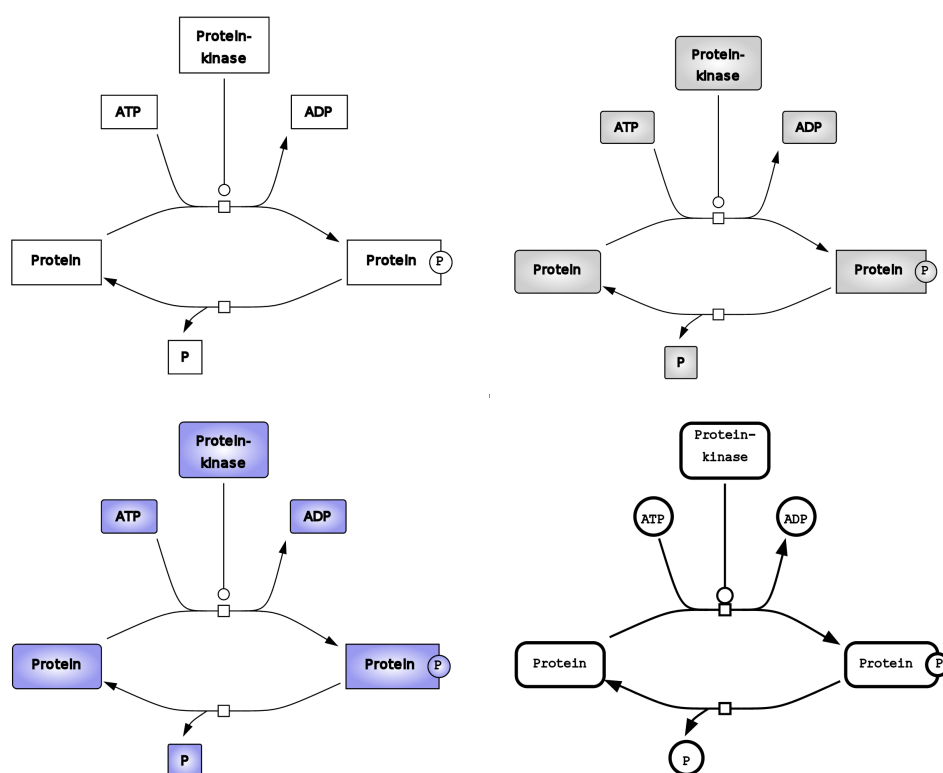 Protein-
kinase
ATP
ADP
Protein
Protein
P
P
Protein-
kinase
ATP
ADP
Protein
Protein
P
P
Protein-
kinase
ATP
ADP
Protein
Protein
P
P
Protein-
kinase
ATP
ADP
Protein
Protein
P
P